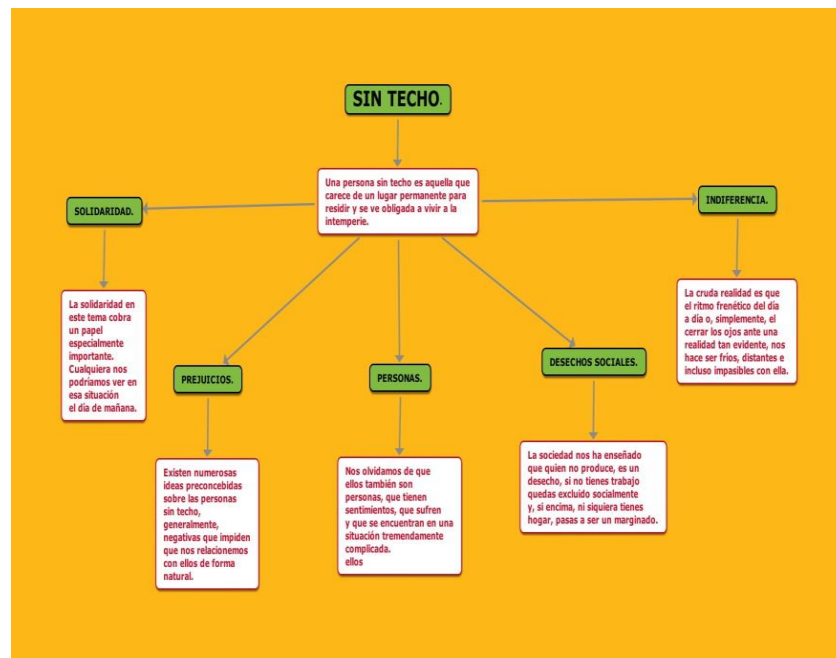 SIN TECHO.
Una persona sin techo es aquella que
carece de un lugar permanente para
residir y se ve obligada a vivir a la
intemperie.
SOLIDARIDAD.
La solidaridad en
este tema cobra
un papel
especialmente
importante.
Cualquiera nos
podríamos ver en
esa situación
el día de mañana.
PREJUICIOS.
Existen numerosas
ideas preconcebidas
sobre las personas
sin techo,
generalmente,
negativas que impiden
que nos relacionemos
con ellos de forma
natural.
PERSONAS.
Nos olvidamos de que
ellos también son
personas, que tienen
sentimientos, que sufren
y que se encuentran en una
situación tremendamente
complicada.
ellos
DESECHOS SOCIALES.
La sociedad nos ha enseñado
que quien no produce, es un
desecho, si no tienes trabajo
quedas excluido socialmente
y, si encima, ni siquiera tienes
hogar, pasas a ser un marginado.
INDIFERENCIA.
La cruda realidad es que
el ritmo frenético del día
a día o, simplemente, el
cerrar los ojos ante una
realidad tan evidente, nos
hace ser fríos, distantes e
incluso impasibles con ella.